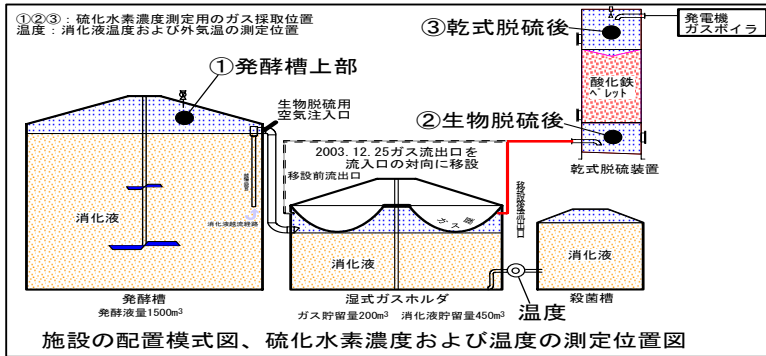 ①②③:硫化水素濃度測定用のガス採取位置
温度:消化液温度および外気温の測定位置
③乾式脱硫後
発電機
ガスボイラ
①発酵槽上部
酸化鉄
ペレット
生物脱硫用
空気注入口
②生物脱硫後
2003.12.25ガス流出口を
流入口の対向に移設
移設前流出口
乾式脱硫装置
移設後流出口
ガス
消化液
消化液越流経路
消化液
消化液
発酵槽
発酵液量1500m³
湿式ガスホルダ
ガス貯留量200m³ 消化液貯留量450m³
温度
殺菌槽
施設の配置模式図、硫化水素濃度および温度の測定位置図